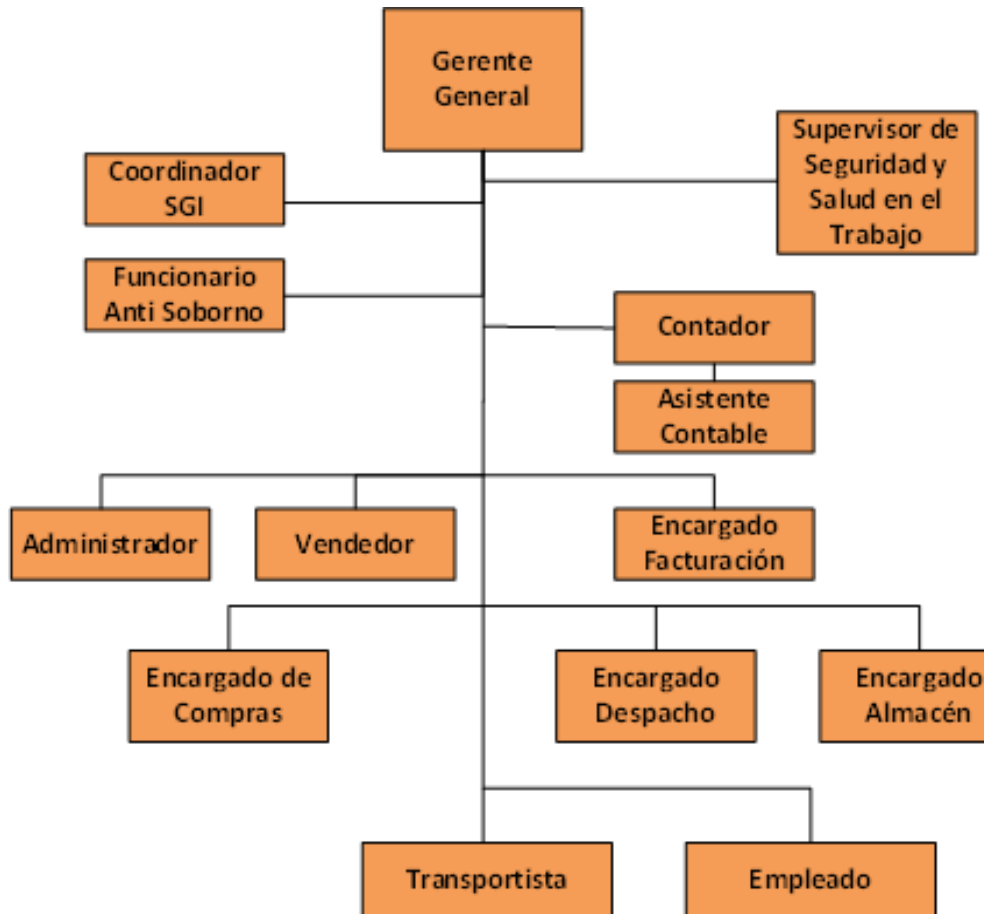 Gerente
General
Supervisor de
Seguridad y
Salud en el
Trabajo
Coordinador
SGI
Funcionario
Anti Soborno
Contador
Asistente
Contable
Administrador
Vendedor
Encargado
Facturación
Encargado de
Compras
Encargado
Despacho
Encargado
Almacén
Transportista
Empleado